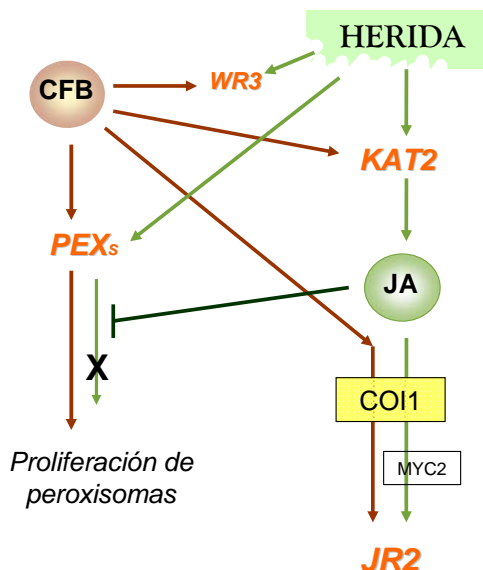 HERIDA
CFB
WR3
KAT2
PEXs
JA
X
COI1
MYC2
Proliferación de
peroxisomas
JR2